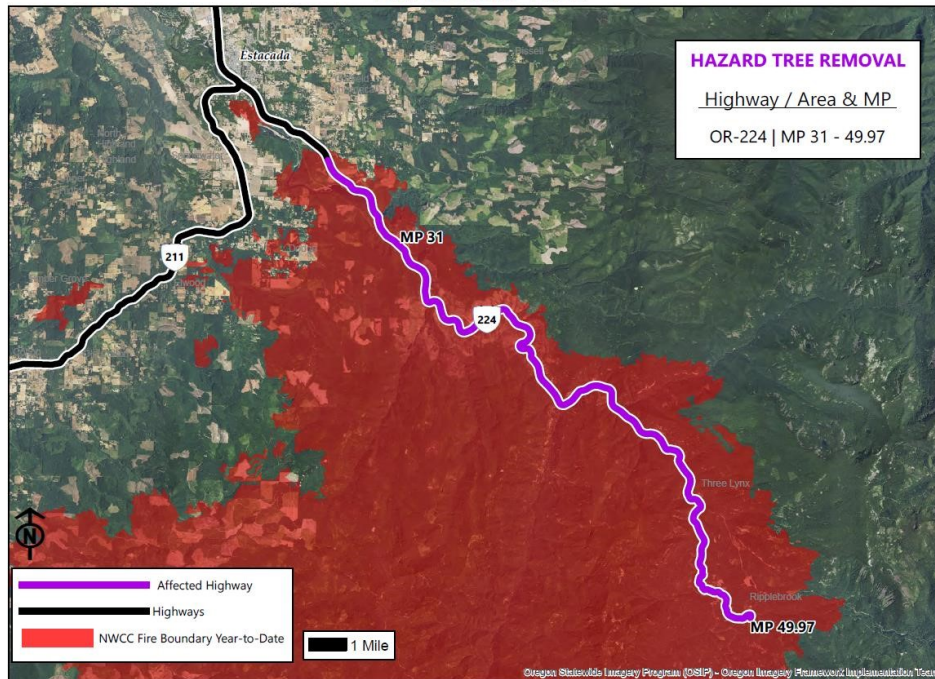 Estacada
HAZARD TREE REMOVAL
Highway / Area & MP
OR-224 | MP 31 - 49.97
MP 31
211
224
Three Lynx
Ripplebrook
MP 49.97
N
Affected Highway
Highways
NWCC Fire Boundary Year-to-Date
1 Mile
Oregon Statewide Imagery Program (OSIP) - Oregon Imagery Framework Implementation Team